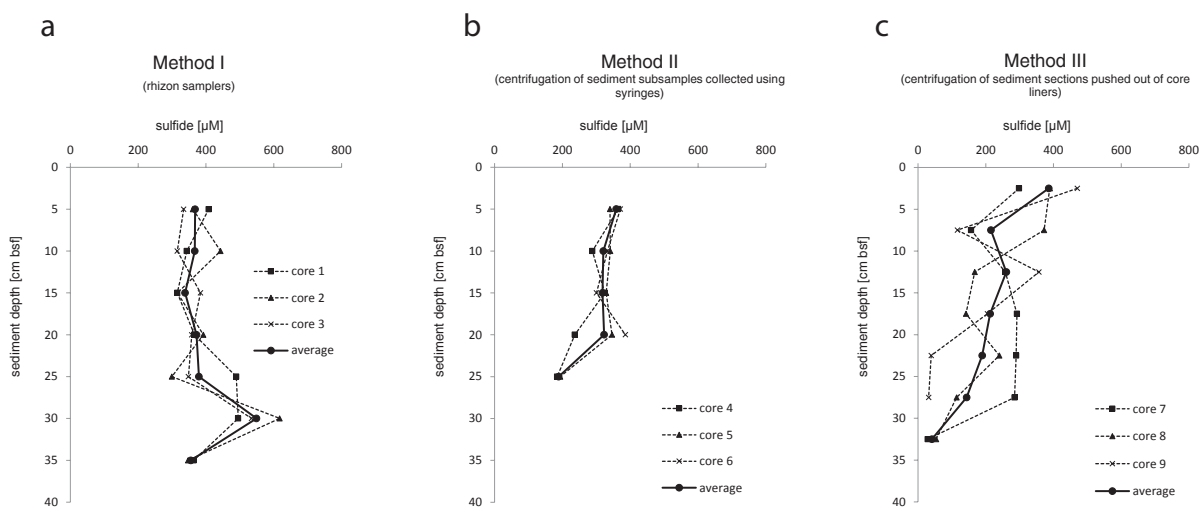 a
Method I
(rhizon samplers)
sulfide [µM]
0 200 400 600 800
0
5
10
15
20
25
30
35
40
sediment depth [cm bsf]
core 1
core 2
core 3
average
b
Method II
(centrifugation of sediment subsamples collected using
syringes)
sulfide [µM]
0 200 400 600 800
0
5
10
15
20
25
30
35
40
sediment depth [cm bsf]
core 4
core 5
core 6
average
c
Method III
(centrifugation of sediment sections pushed out of core
liners)
sulfide [µM]
0 200 400 600 800
0
5
10
15
20
25
30
35
40
sediment depth [cm bsf]
core 7
core 8
core 9
average